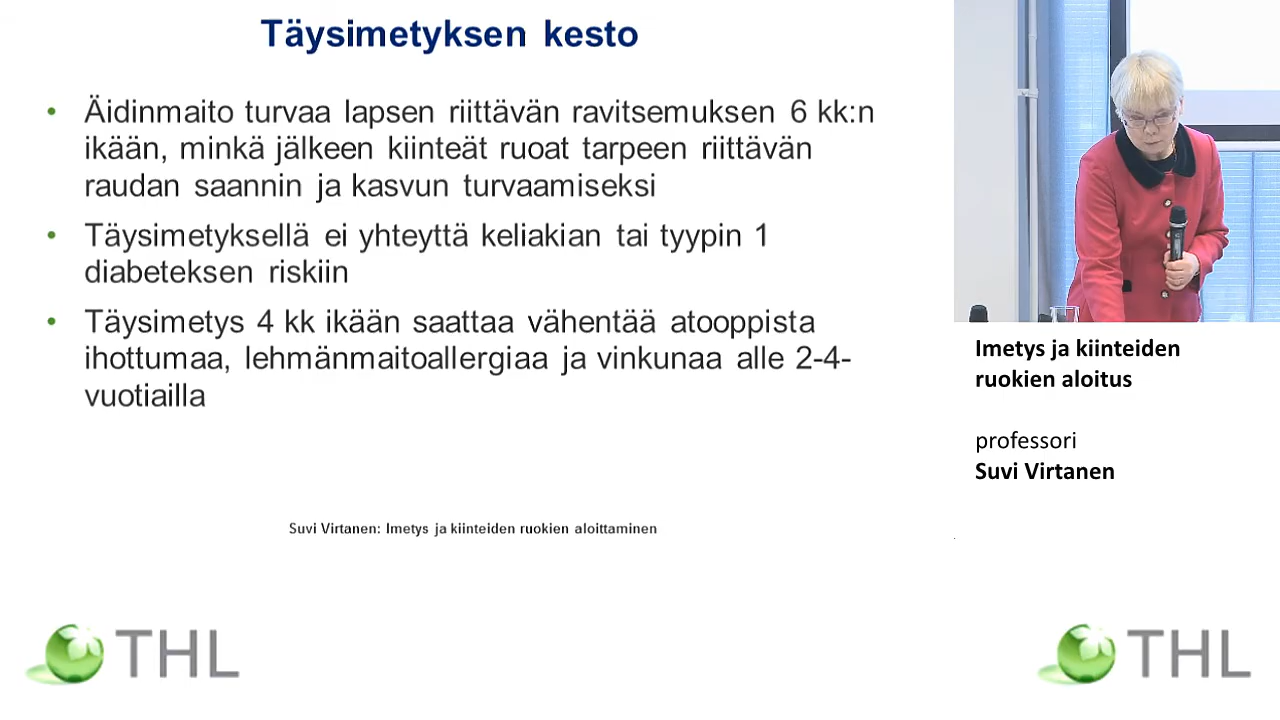 Täysimetyksen kesto
• Äidinmaito turvaa lapsen riittävän ravitsemuksen 6 kk:n
ikään, minkä jälkeen kiinteät ruoat tarpeen riittävän
raudan saannin ja kasvun turvaamiseksi
• Täysimetyksellä ei yhteyttä keliakian tai tyypin 1
diabeteksen riskiin
• Täysimetys 4 kk ikään saattaa vähentää atooppista
ihottumaa, lehmänmaitoallergiaa ja vinkunaa alle 2-4-
vuotiailla
Suvi Virtanen: Imetys ja kiinteiden ruokien aloittaminen
Imetys ja kiinteiden
ruokien aloitus
professori
Suvi Virtanen
THL
THL